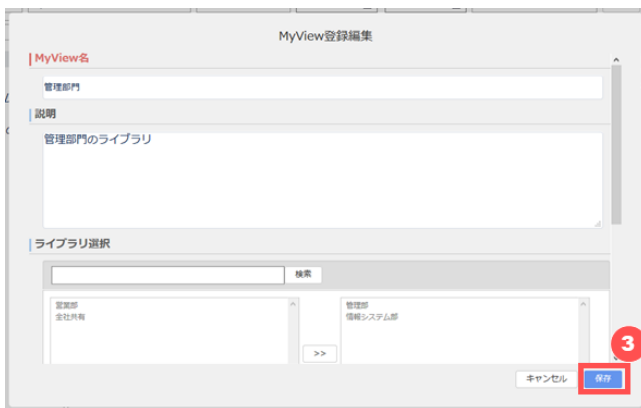 MyView登録編集
MyView名
管理部門
説明
管理部門のライブラリ
ライブラリ選択
検索
営業部
全社共有
>>
管理部
情報システム部
3
キャンセル
保存